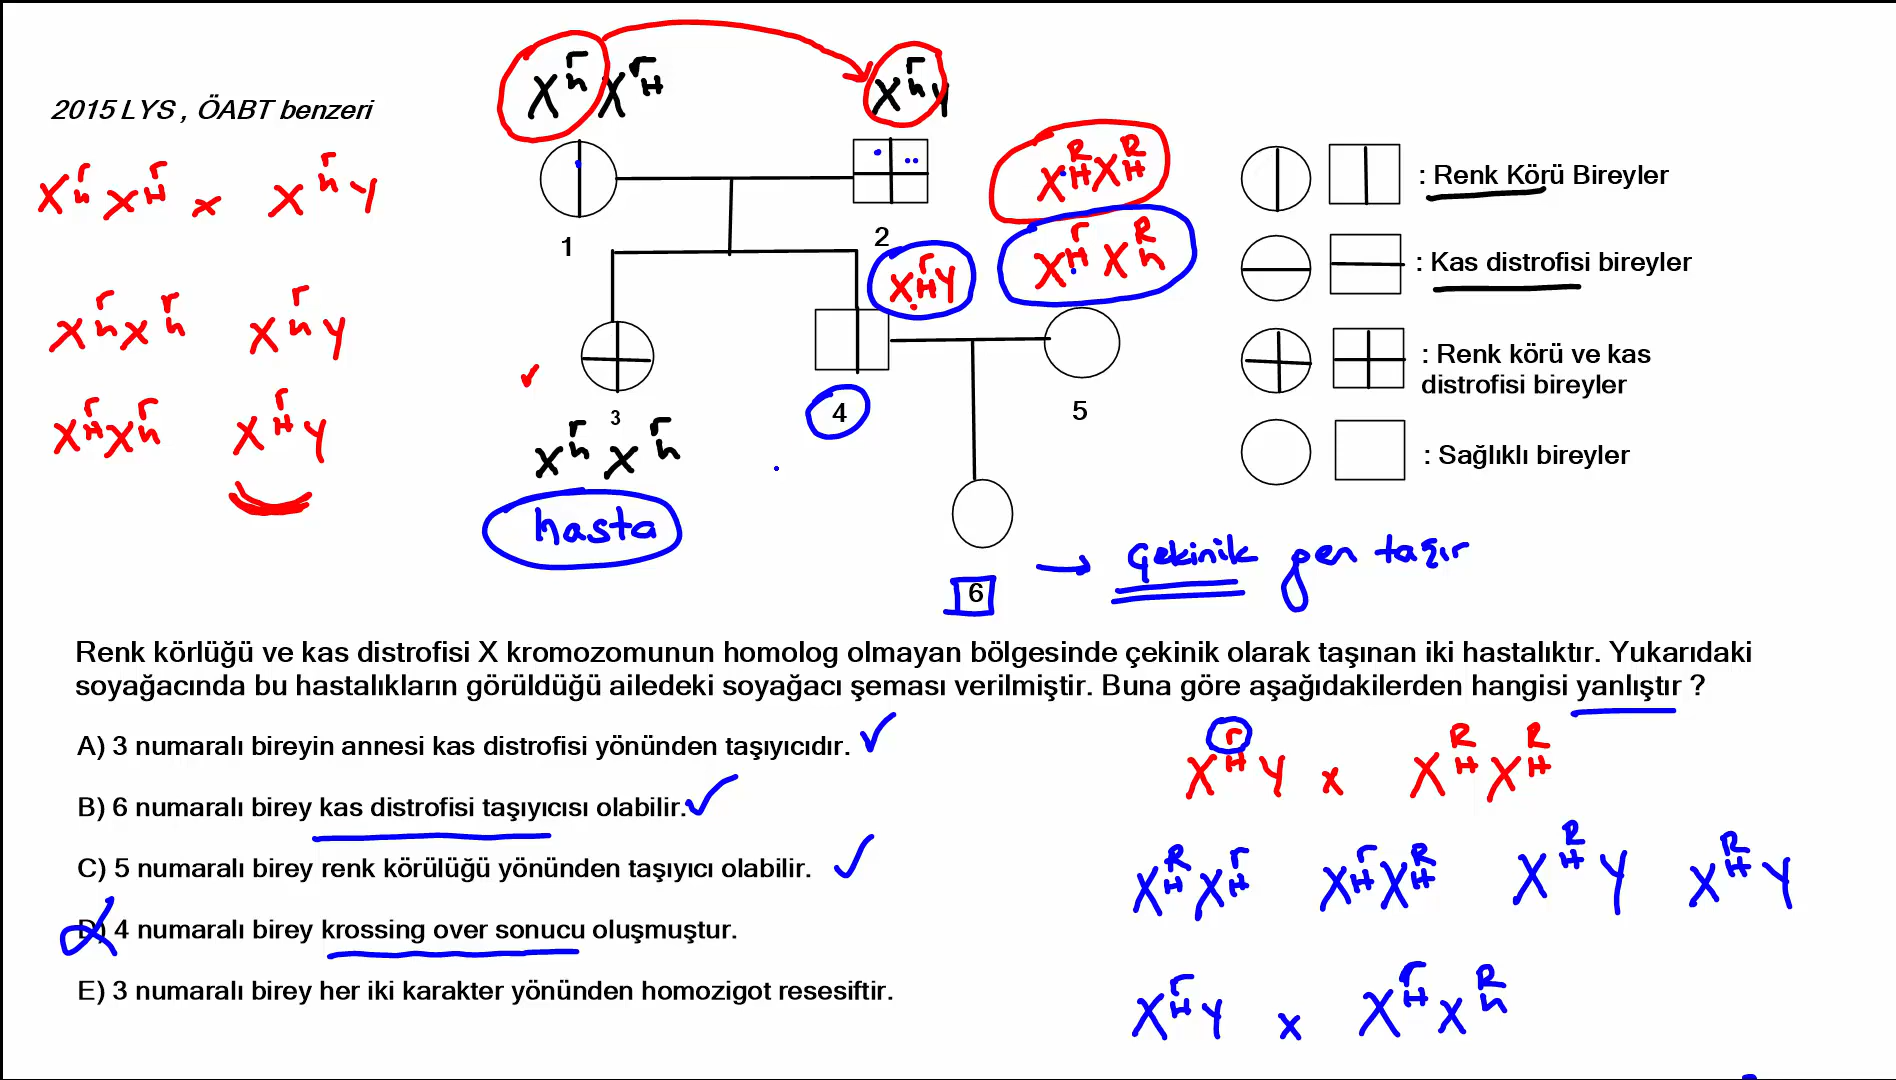 2015 LYS , ÖABT benzeri
X r h X r H
X r h Y
X r h X r H x X r h Y
X R H X R H
: Renk Körü Bireyler
1
2
X r H Y
X r H X R h
: Kas distrofisi bireyler
X r h X r h X r h Y
: Renk körü ve kas
distrofisi bireyler
3
4
5
X r H X r h X r H Y
X r h X r h
: Sağlıklı bireyler
hasta
6
çekinik gen taşır
Renk körlüğü ve kas distrofisi X kromozomunun homolog olmayan bölgesinde çekinik olarak taşınan iki hastalıktır. Yukarıdaki
soyağacında bu hastalıkların görüldüğü ailedeki soyağacı şeması verilmiştir. Buna göre aşağıdakilerden hangisi yanlıştır ?
A) 3 numaralı bireyin annesi kas distrofisi yönünden taşıyıcıdır.
X r H Y x X R H X R H
B) 6 numaralı birey kas distrofisi taşıyıcısı olabilir.
C) 5 numaralı birey renk körülüğü yönünden taşıyıcı olabilir.
X R H X r H X r H X R H X R H Y X R H Y
D) 4 numaralı birey krossing over sonucu oluşmuştur.
E) 3 numaralı birey her iki karakter yönünden homozigot resesiftir.
X r H Y x X r H X R h